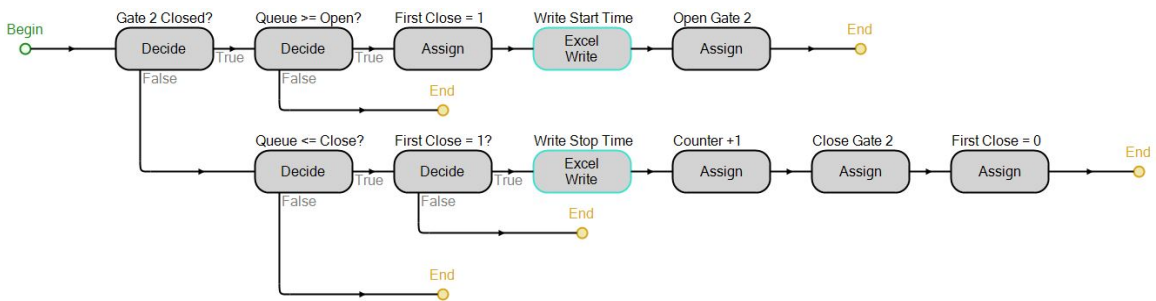 Gate 2 Closed?
Queue >= Open?
First Close = 1
Write Start Time
Open Gate 2
Begin
End
Decide
Decide
Assign
Excel
Write
Assign
True
True
False
False
End
Queue <= Close?
First Close = 1?
Write Stop Time
Counter +1
Close Gate 2
First Close = 0
End
Decide
Decide
Excel
Write
Assign
Assign
Assign
True
True
False
False
End
End